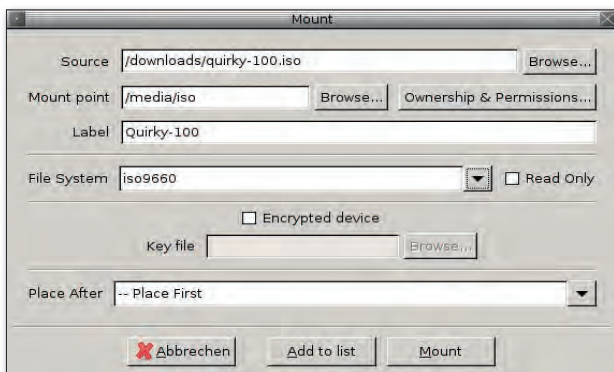 Mount
Source /downloads/quirky-100.iso Browse...
Mount point /media/iso Browse... Ownership & Permissions...
Label Quirky-100
File System iso9660 Read Only
Encrypted device
Key file Browse...
Place After -- Place First
Abbrechen Add to list Mount